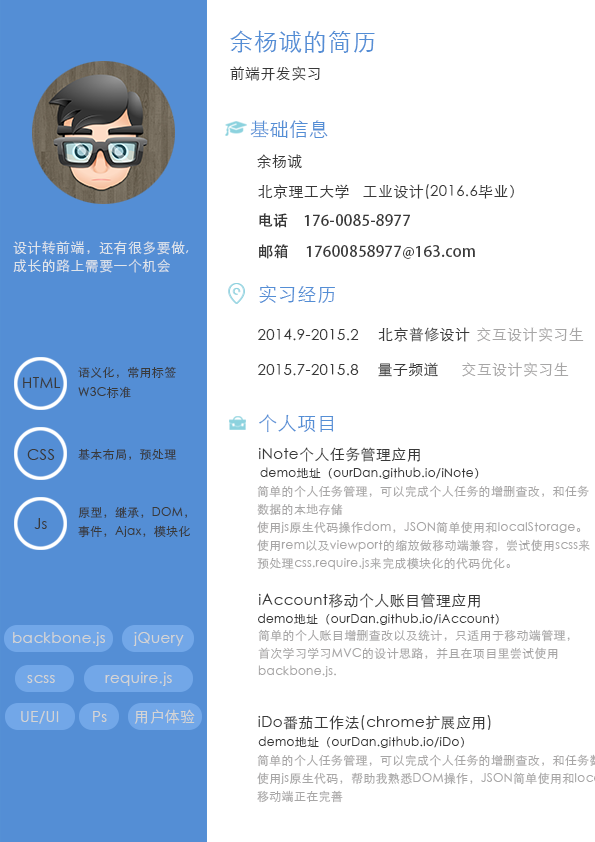 余杨诚的简历
前端开发实习
设计转前端，还有很多要做,
成长的路上需要一个机会
HTML
语义化，常用标签
W3C标准
CSS
基本布局，预处理
Js
原型，继承，DOM，
事件，Ajax，模块化
backbone.js
jQuery
scss
require.js
UE/UI
Ps
用户体验
基础信息
余杨诚
北京理工大学 工业设计(2016.6毕业）
电话 176-0085-8977
邮箱 17600858977@163.com
实习经历
2014.9-2015.2 北京普修设计 交互设计实习生
2015.7-2015.8 量子频道 交互设计实习生
个人项目
iNote个人任务管理应用
demo地址（ourDan.github.io/iNote）
简单的个人任务管理，可以完成个人任务的增删查改，和任务
数据的本地存储
使用js原生代码操作dom，JSON简单使用和localStorage。
使用rem以及viewport的缩放做移动端兼容，尝试使用scss来
预处理css.require.js来完成模块化的代码优化。
iAccount移动个人账目管理应用
demo地址（ourDan.github.io/iAccount）
简单的个人账目增删查改以及统计，只适用于移动端管理，
首次学习学习MVC的设计思路，并且在项目里尝试使用
backbone.js.
iDo番茄工作法(chrome扩展应用)
demo地址（ourDan.github.io/iDo）
简单的个人任务管理，可以完成个人任务的增删查改，和任务
使用js原生代码，帮助我熟悉DOM操作，JSON简单使用和loc
移动端正在完善